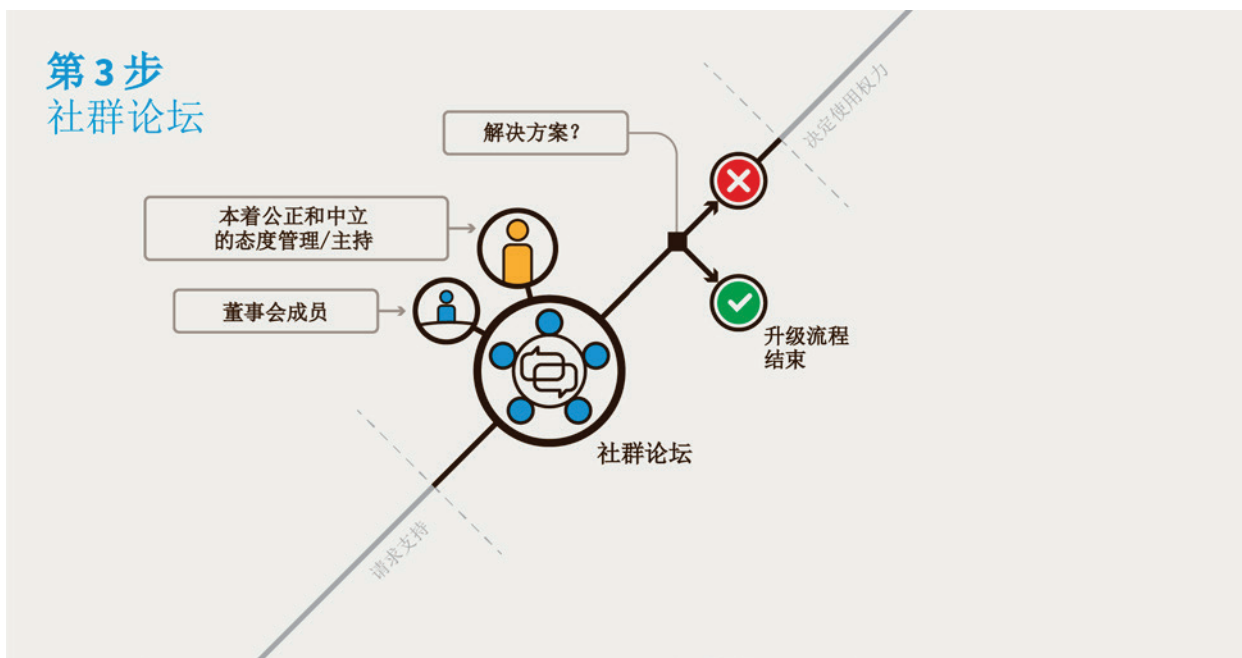 第 3 步
社群论坛
解决方案？
本着公正和中立
的态度管理/主持
董事会成员
决定使用权力
升级流程
结束
社群论坛
请求支持